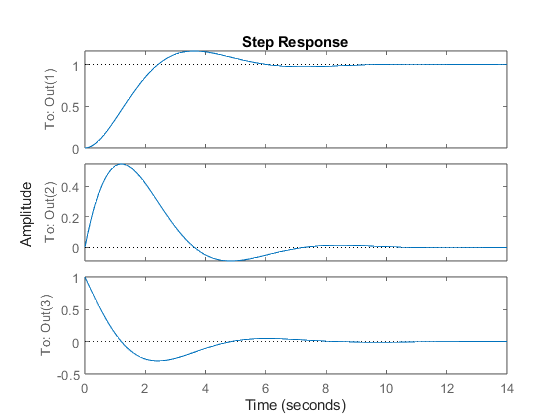 Step Response
Amplitude
To: Out(1)
1
0.5
0
To: Out(2)
0.4
0.2
0
To: Out(3)
1
0.5
0
-0.5
0 2 4 6 8 10 12 14
Time (seconds)